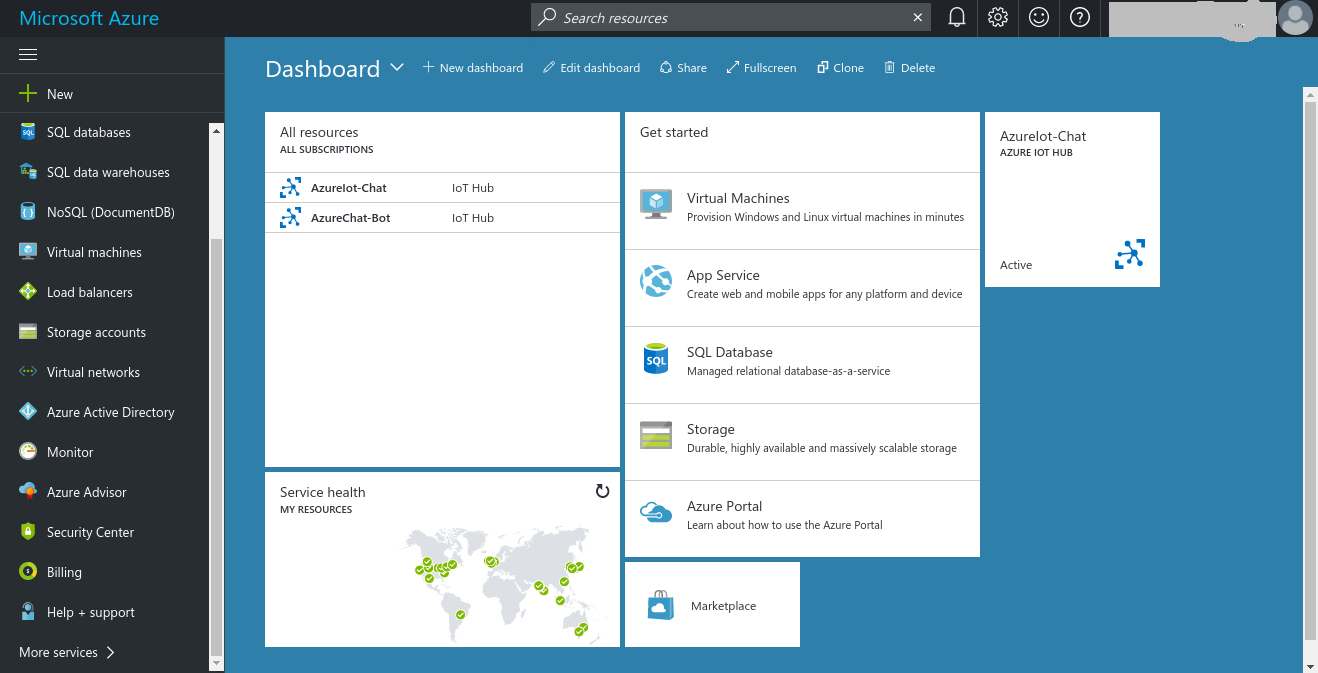 Microsoft Azure
Search resources
New
SQL databases
SQL data warehouses
NoSQL (DocumentDB)
Virtual machines
Load balancers
Storage accounts
Virtual networks
Azure Active Directory
Monitor
Azure Advisor
Security Center
Billing
Help + support
More services
Dashboard
New dashboard
Edit dashboard
Share
Fullscreen
Clone
Delete
All resources
ALL SUBSCRIPTIONS
AzureIot-Chat IoT Hub
AzureChat-Bot IoT Hub
Service health
MY RESOURCES
Get started
Virtual Machines
Provision Windows and Linux virtual machines in minutes
App Service
Create web and mobile apps for any platform and device
SQL
SQL Database
Managed relational database-as-a-service
Storage
Durable, highly available and massively scalable storage
Azure Portal
Learn about how to use the Azure Portal
Marketplace
AzureIot-Chat
AZURE IOT HUB
Active